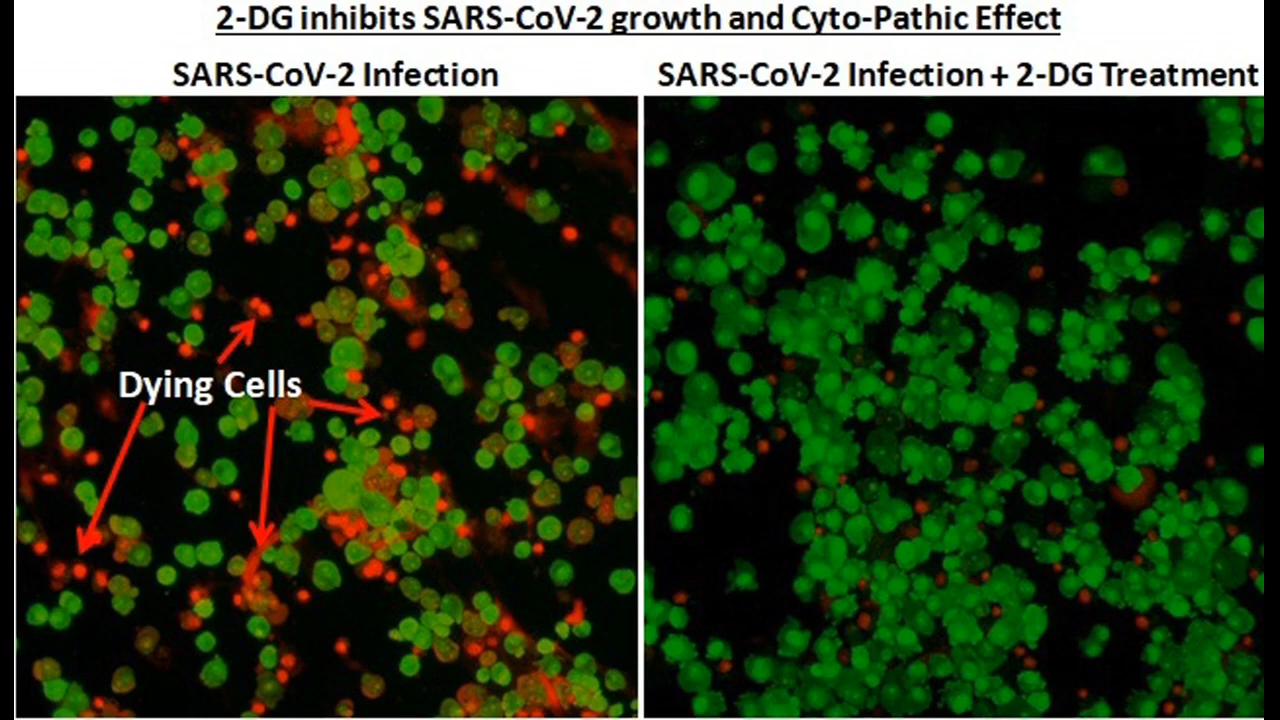 2-DG inhibits SARS-CoV-2 growth and Cyto-Pathic Effect
SARS-CoV-2 Infection
SARS-CoV-2 Infection + 2-DG Treatment
Dying Cells